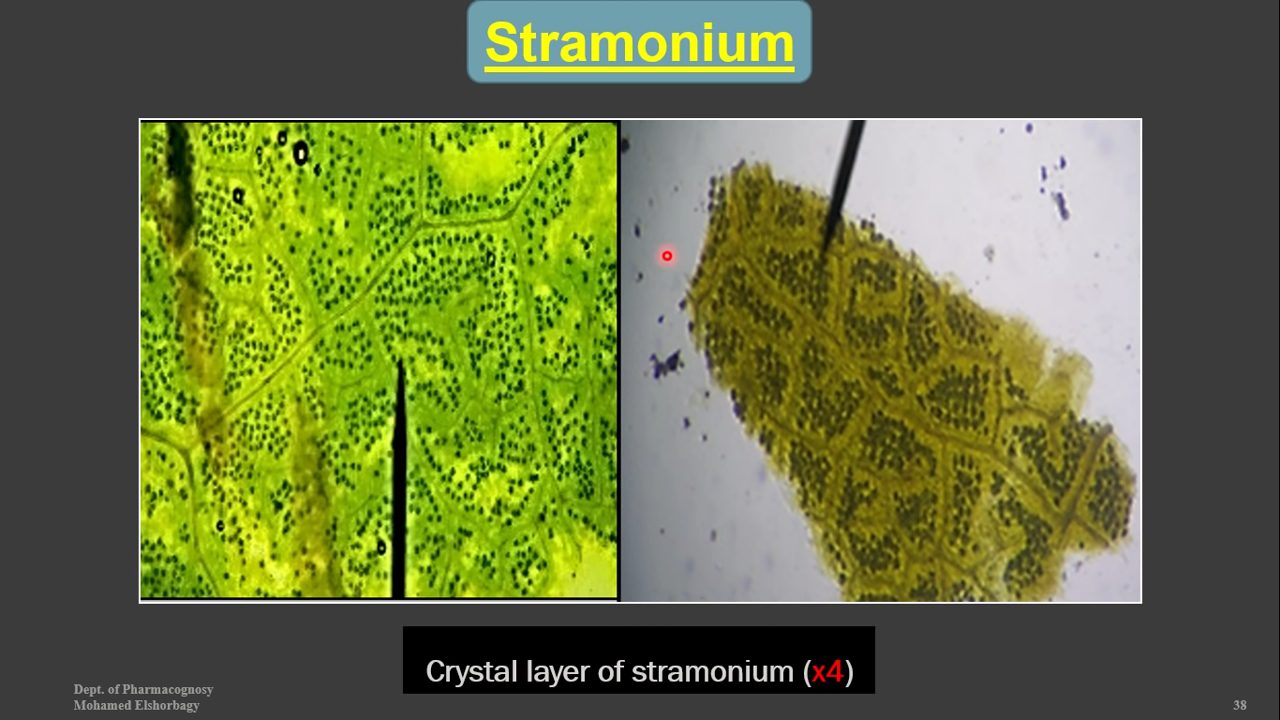 Stramonium
Crystal layer of stramonium (x4)
Dept. of Pharmacognosy
Mohamed Elshorbagy
38